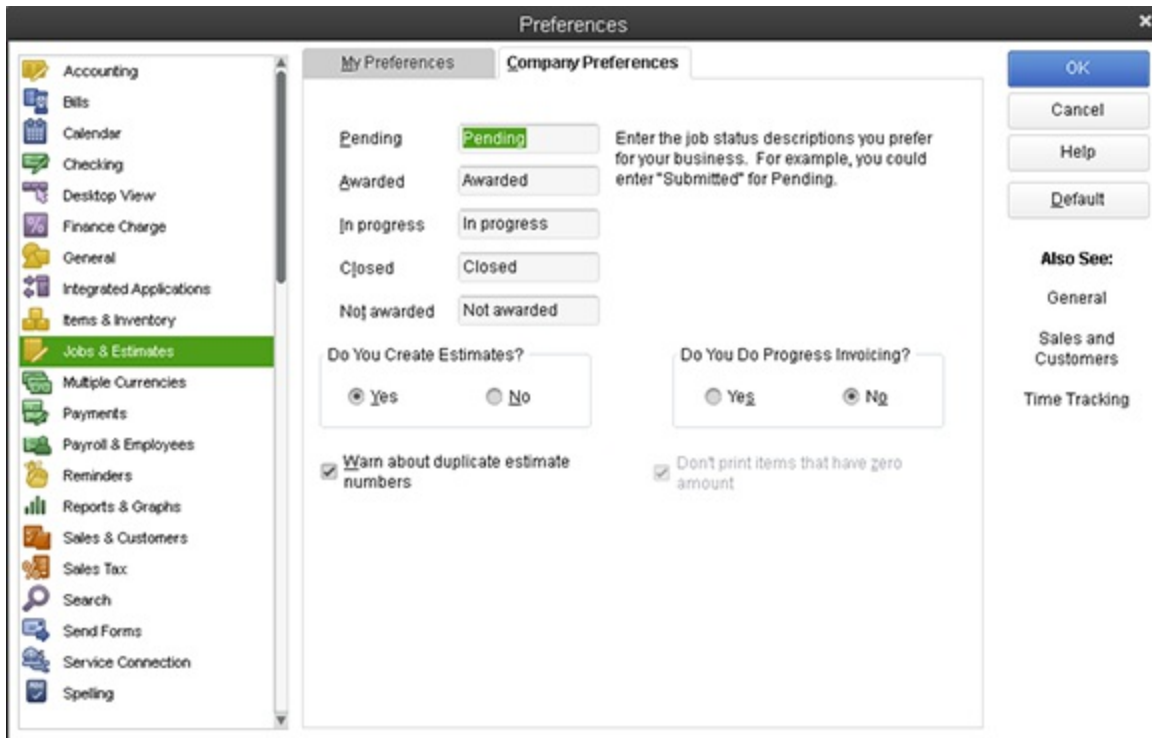 Preferences
Accounting
Bills
Calendar
Checking
Desktop View
Finance Charge
General
Integrated Applications
Items & Inventory
Jobs & Estimates
Multiple Currencies
Payments
Payroll & Employees
Reminders
Reports & Graphs
Sales & Customers
Sales Tax
Search
Send Forms
Service Connection
Spelling
My Preferences
Company Preferences
Pending Pending
Awarded Awarded
In progress In progress
Closed Closed
Not awarded Not awarded
Enter the job status descriptions you prefer
for your business. For example, you could
enter "Submitted" for Pending.
Do You Create Estimates?
Yes No
Do You Do Progress Invoicing?
Yes No
Warn about duplicate estimate
numbers
Don't print items that have zero
amount
OK
Cancel
Help
Default
Also See:
General
Sales and
Customers
Time Tracking